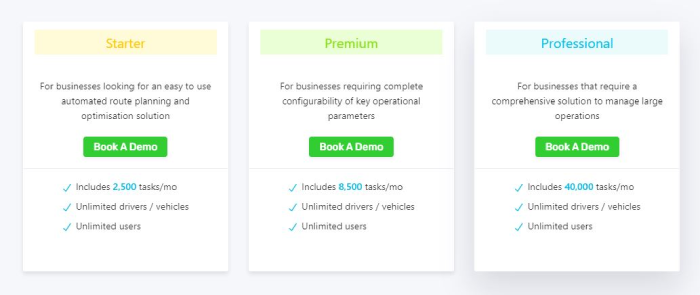 Starter
For businesses looking for an easy to use
automated route planning and
optimisation solution
Book A Demo
Includes 2,500 tasks/mo
Unlimited drivers / vehicles
Unlimited users
Premium
For businesses requiring complete
configurability of key operational
parameters
Book A Demo
Includes 8,500 tasks/mo
Unlimited drivers / vehicles
Unlimited users
Professional
For businesses that require a
comprehensive solution to manage large
operations
Book A Demo
Includes 40,000 tasks/mo
Unlimited drivers / vehicles
Unlimited users